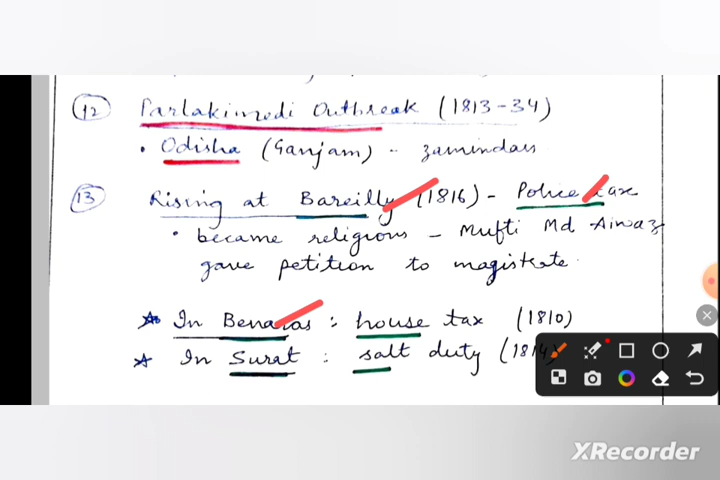 12 Parlakimedi Outbreak (1813-34)
• Odisha (Ganjam) - zamindars
13 Rising at Bareilly (1816) - Police tax
• became religious - Mufti Md Aiwaz
gave petition to magistrate.
In Benaras : house tax (1810)
In Surat : salt duty (1814)
XRecorder